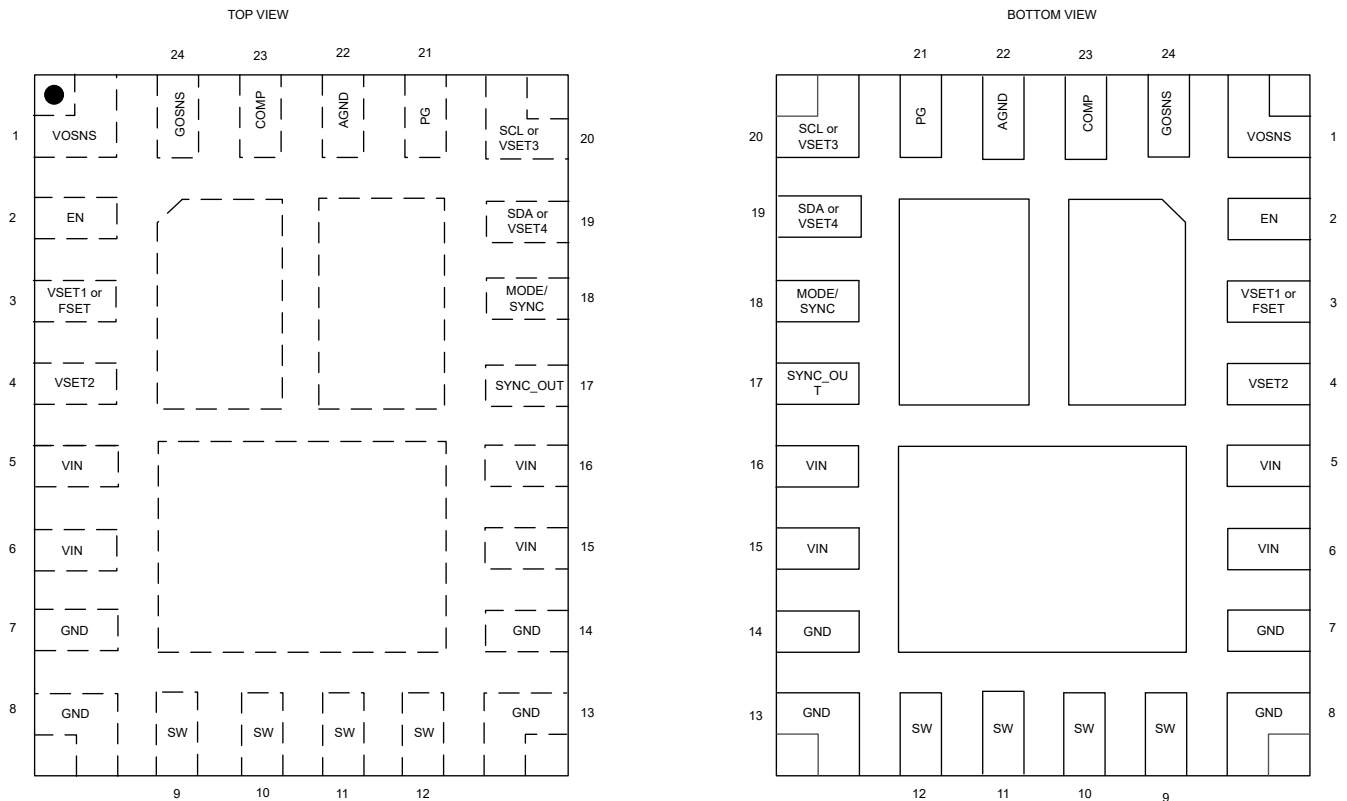 TOP VIEW
24
23
22
21
GOSNS
COMP
AGND
PG
1
VOSNS
SCL or
VSET3
20
2
EN
SDA or
VSET4
19
3
VSET1 or
FSET
MODE/
SYNC
18
4
VSET2
SYNC_OUT
17
5
VIN
VIN
16
6
VIN
VIN
15
7
GND
GND
14
8
GND
GND
13
SW
SW
SW
SW
9
10
11
12
BOTTOM VIEW
21
22
23
24
PG
AGND
COMP
GOSNS
20
SCL or
VSET3
VOSNS
1
19
SDA or
VSET4
EN
2
18
MODE/
SYNC
VSET1 or
FSET
3
17
SYNC_OU
T
VSET2
4
16
VIN
VIN
5
15
VIN
VIN
6
14
GND
GND
7
13
GND
GND
8
SW
SW
SW
SW
12
11
10
9